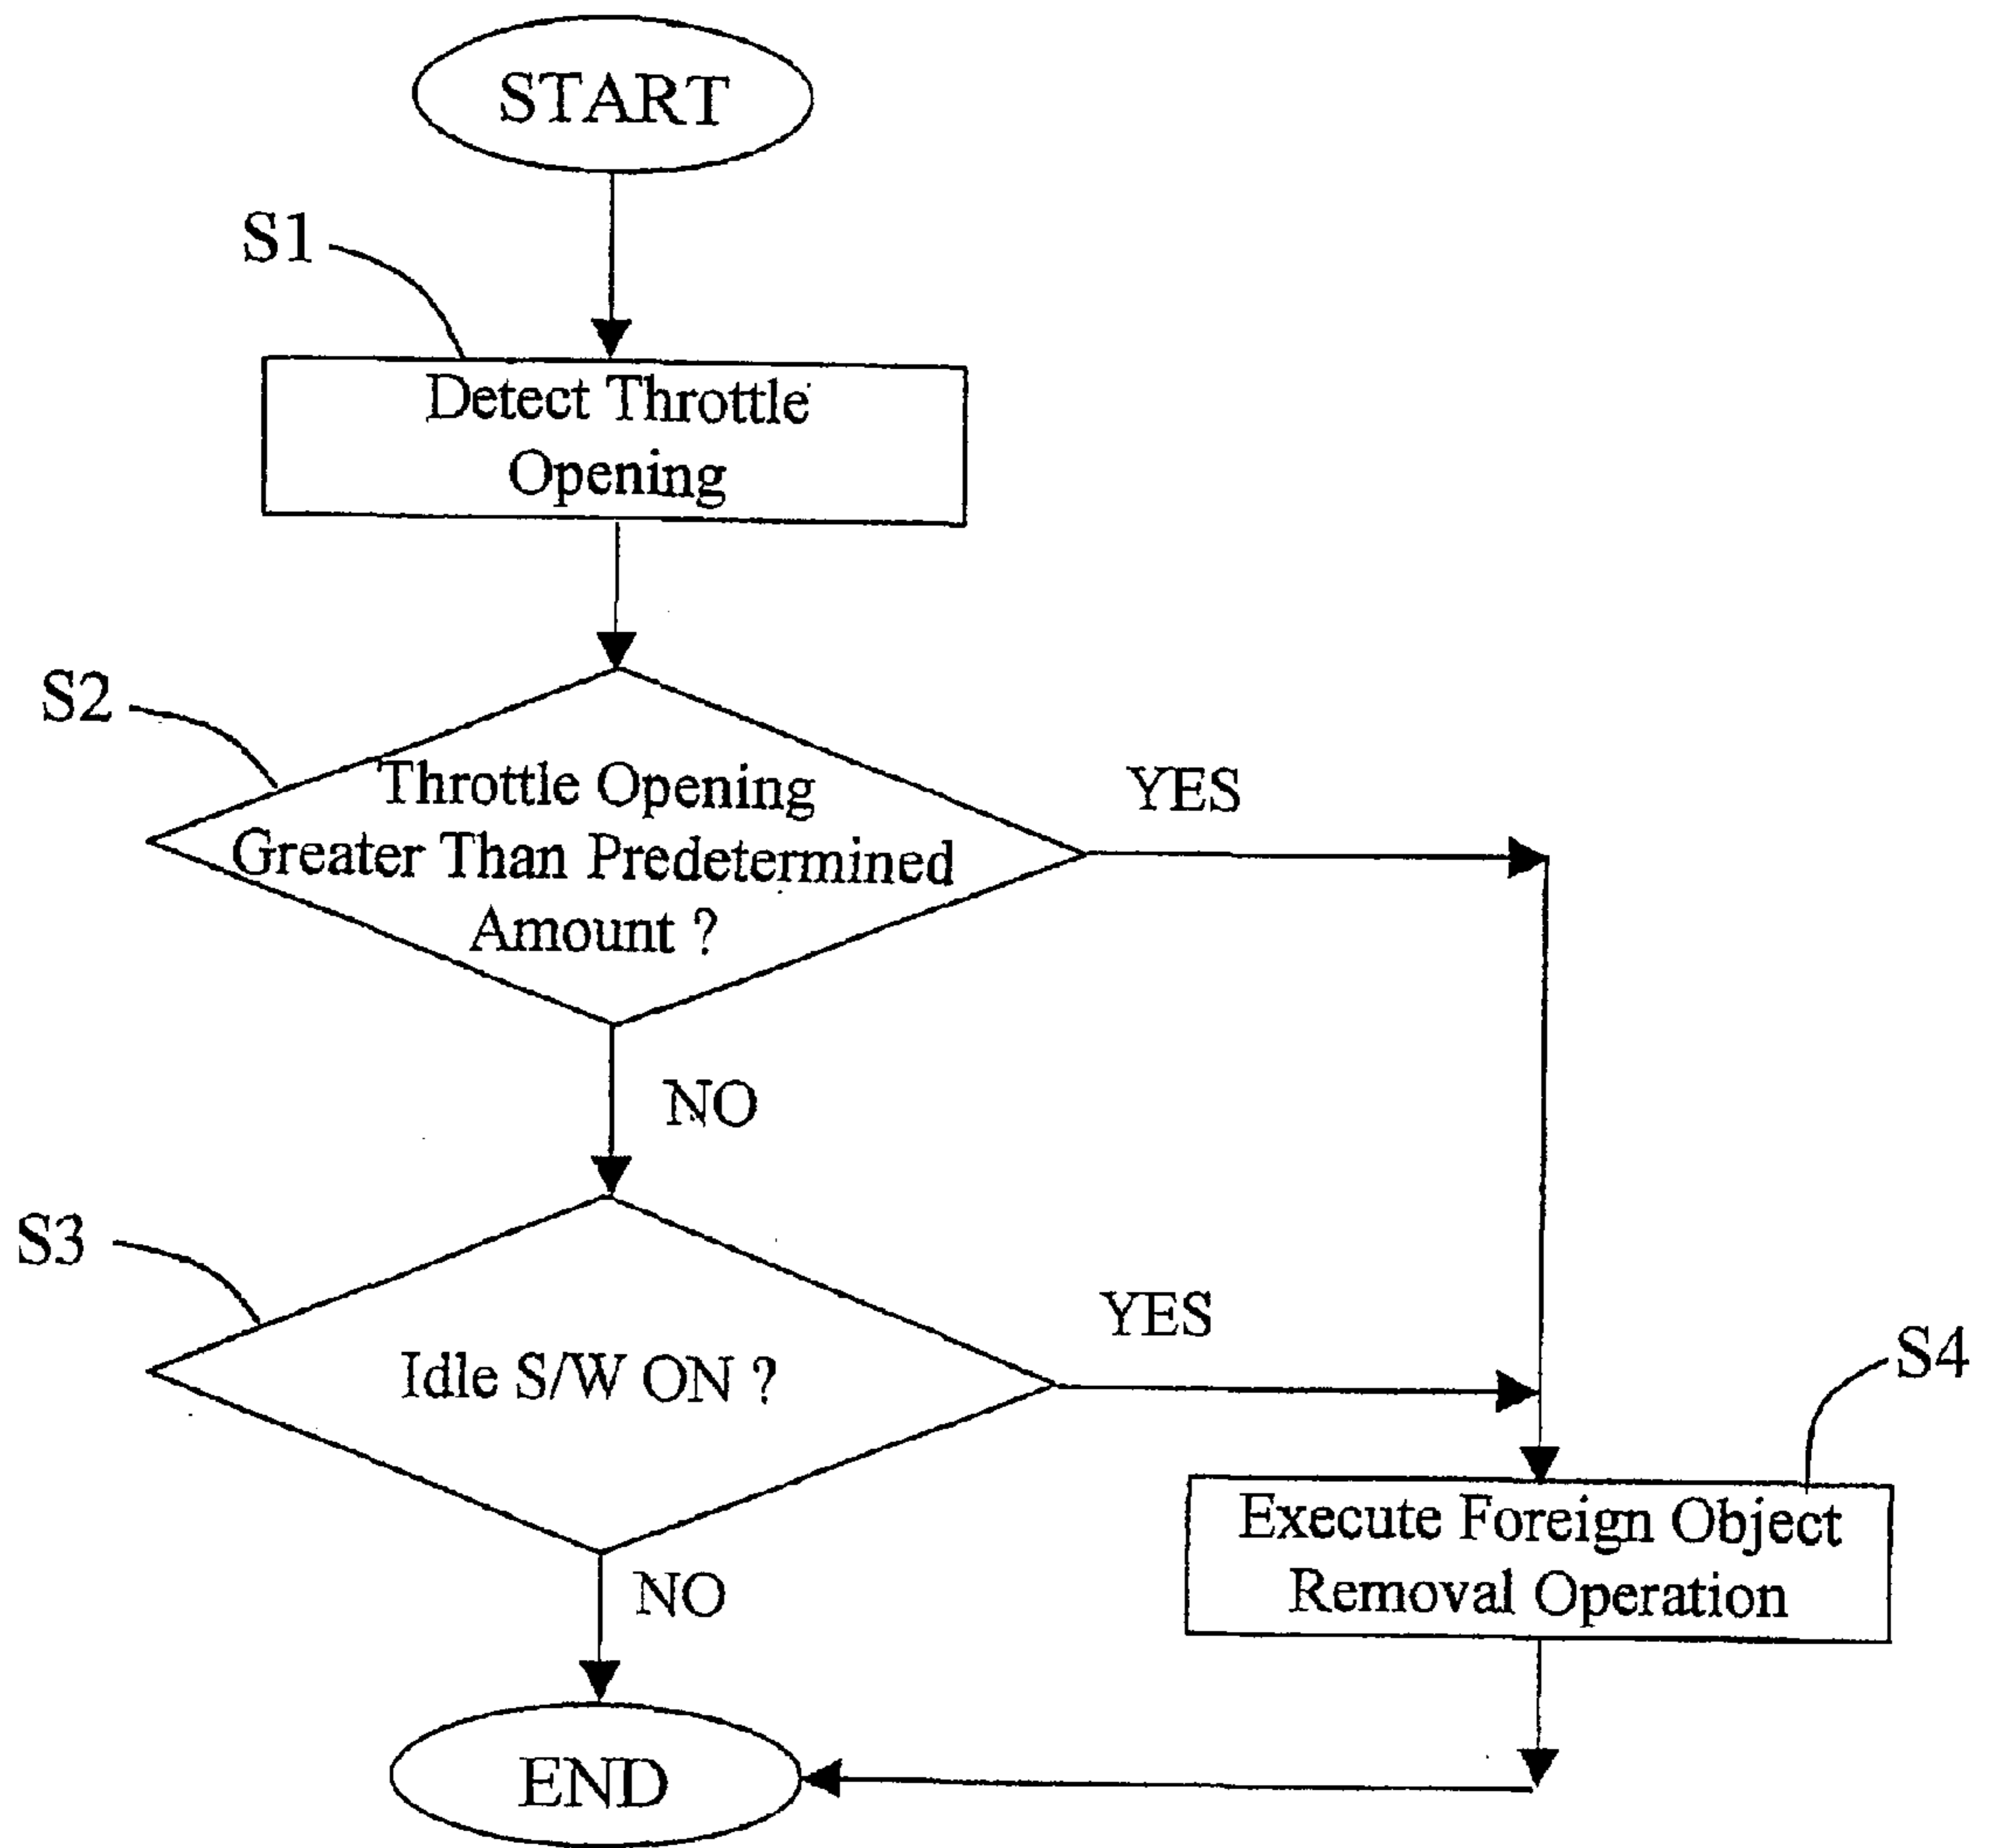 START
S1
Detect Throttle
Opening
S2
Throttle Opening
Greater Than Predetermined
Amount ?
YES
NO
S3
Idle S/W ON ?
YES
S4
Execute Foreign Object
Removal Operation
NO
END